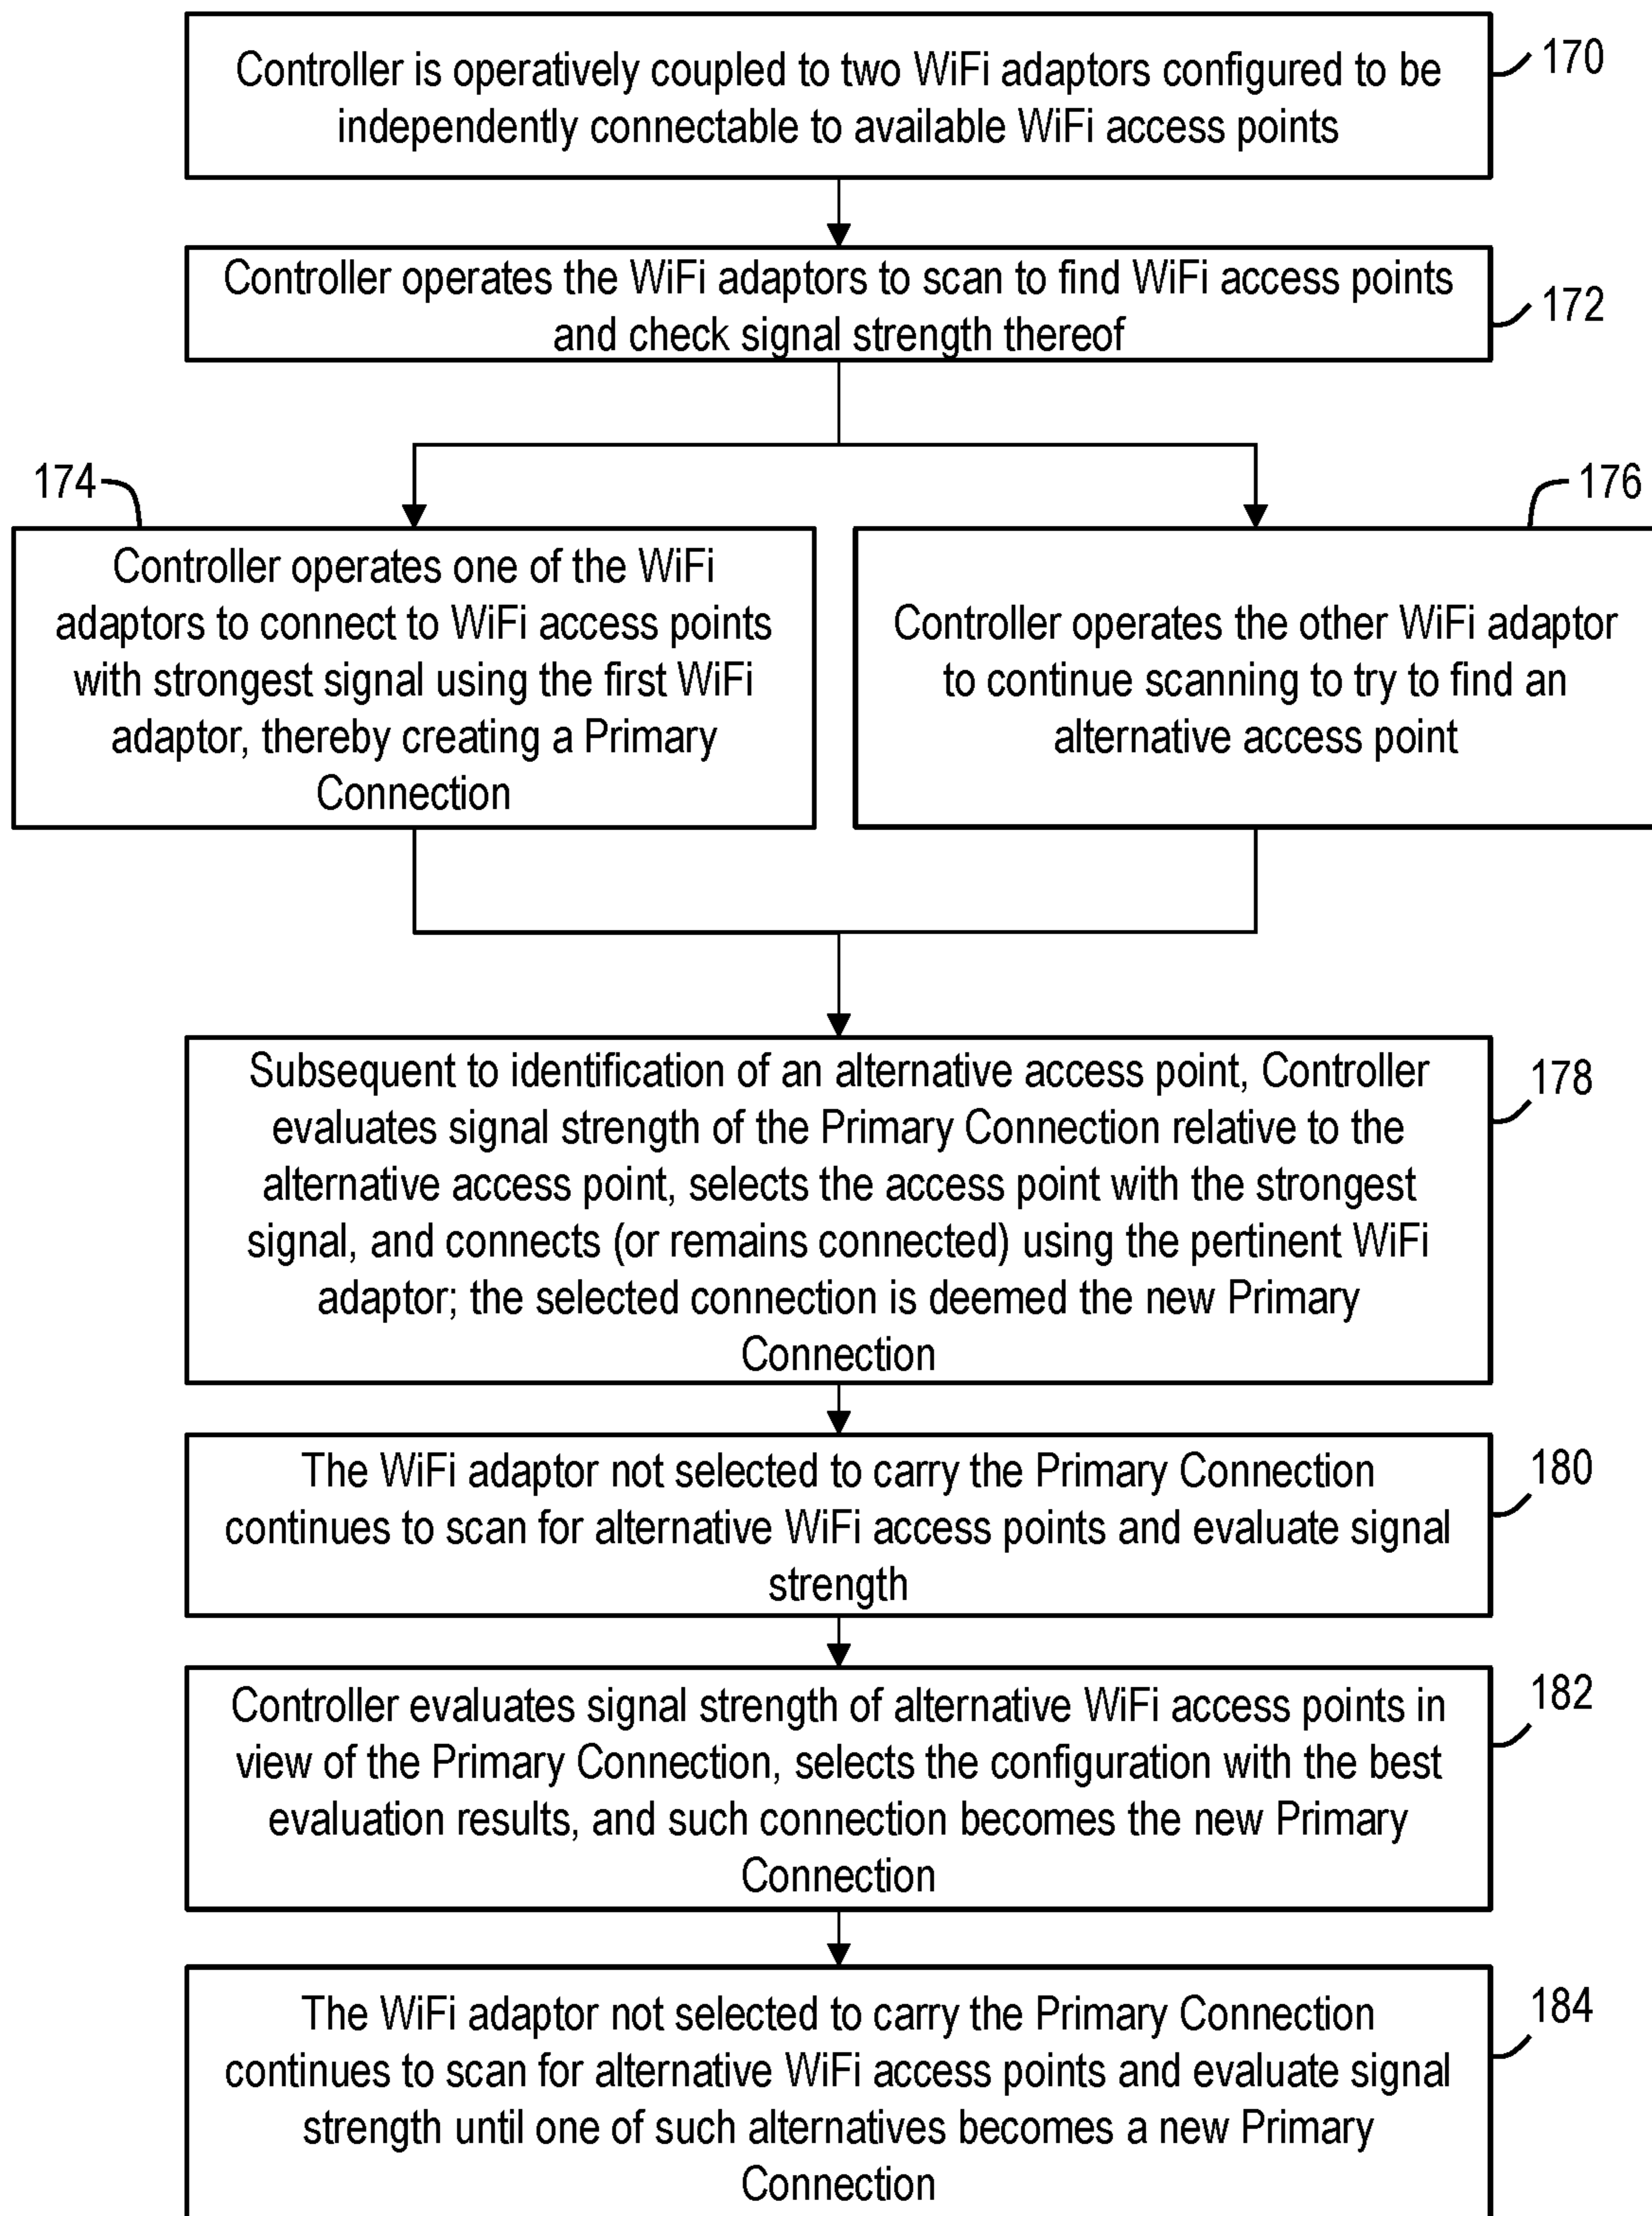 Controller is operatively coupled to two WiFi adaptors configured to be
independently connectable to available WiFi access points
170
Controller operates the WiFi adaptors to scan to find WiFi access points
and check signal strength thereof
172
174
Controller operates one of the WiFi
adaptors to connect to WiFi access points
with strongest signal using the first WiFi
adaptor, thereby creating a Primary
Connection
176
Controller operates the other WiFi adaptor
to continue scanning to try to find an
alternative access point
Subsequent to identification of an alternative access point, Controller
evaluates signal strength of the Primary Connection relative to the
alternative access point, selects the access point with the strongest
signal, and connects (or remains connected) using the pertinent WiFi
adaptor; the selected connection is deemed the new Primary
Connection
178
The WiFi adaptor not selected to carry the Primary Connection
continues to scan for alternative WiFi access points and evaluate signal
strength
180
Controller evaluates signal strength of alternative WiFi access points in
view of the Primary Connection, selects the configuration with the best
evaluation results, and such connection becomes the new Primary
Connection
182
The WiFi adaptor not selected to carry the Primary Connection
continues to scan for alternative WiFi access points and evaluate signal
strength until one of such alternatives becomes a new Primary
Connection
184